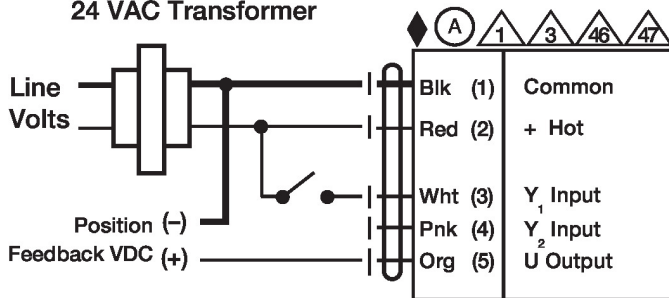 24 VAC Transformer
A 1 3 46 47
Line
Volts
Blk (1) Common
Red (2) + Hot
Wht (3) Y1 Input
Pnk (4) Y2 Input
Org (5) U Output
Position (−)
Feedback VDC (+)